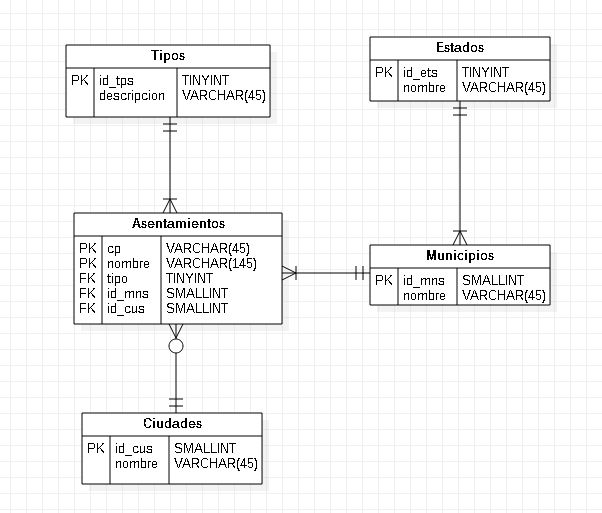 Tipos
PK id_tps TINYINT
descripcion VARCHAR(45)
Estados
PK id_ets TINYINT
nombre VARCHAR(45)
Asentamientos
PK cp VARCHAR(45)
PK nombre VARCHAR(145)
FK tipo TINYINT
FK id_mns SMALLINT
FK id_cus SMALLINT
Municipios
PK id_mns SMALLINT
nombre VARCHAR(45)
Ciudades
PK id_cus SMALLINT
nombre VARCHAR(45)